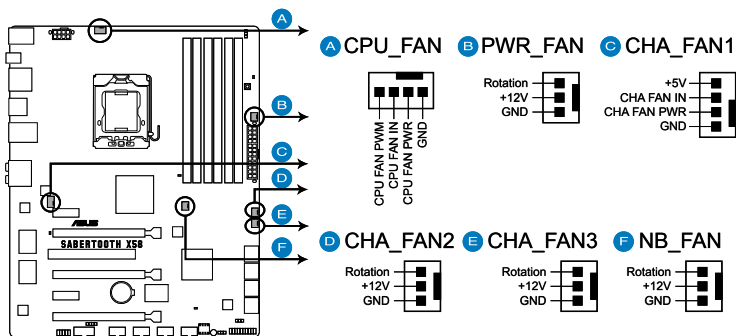 A
B
C
D
E
F
ASUS
SABERTOOTH X58
A CPU_FAN
CPU FAN PWM
CPU FAN IN
CPU FAN PWR
GND
B PWR_FAN
Rotation
+12V
GND
C CHA_FAN1
+5V
CHA FAN IN
CHA FAN PWR
GND
D CHA_FAN2
Rotation
+12V
GND
E CHA_FAN3
Rotation
+12V
GND
F NB_FAN
Rotation
+12V
GND